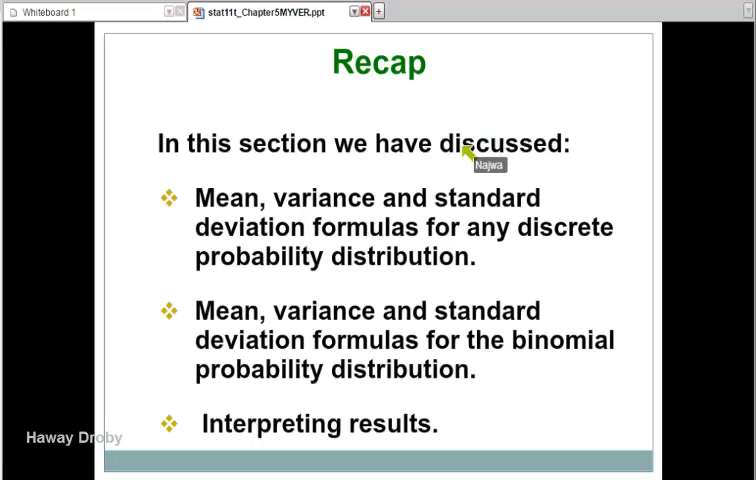 Whiteboard 1
stat11t_Chapter5MYVER.ppt
Recap
In this section we have discussed:
Najwa
Mean, variance and standard
deviation formulas for any discrete
probability distribution.
Mean, variance and standard
deviation formulas for the binomial
probability distribution.
Interpreting results.
Haway Droby